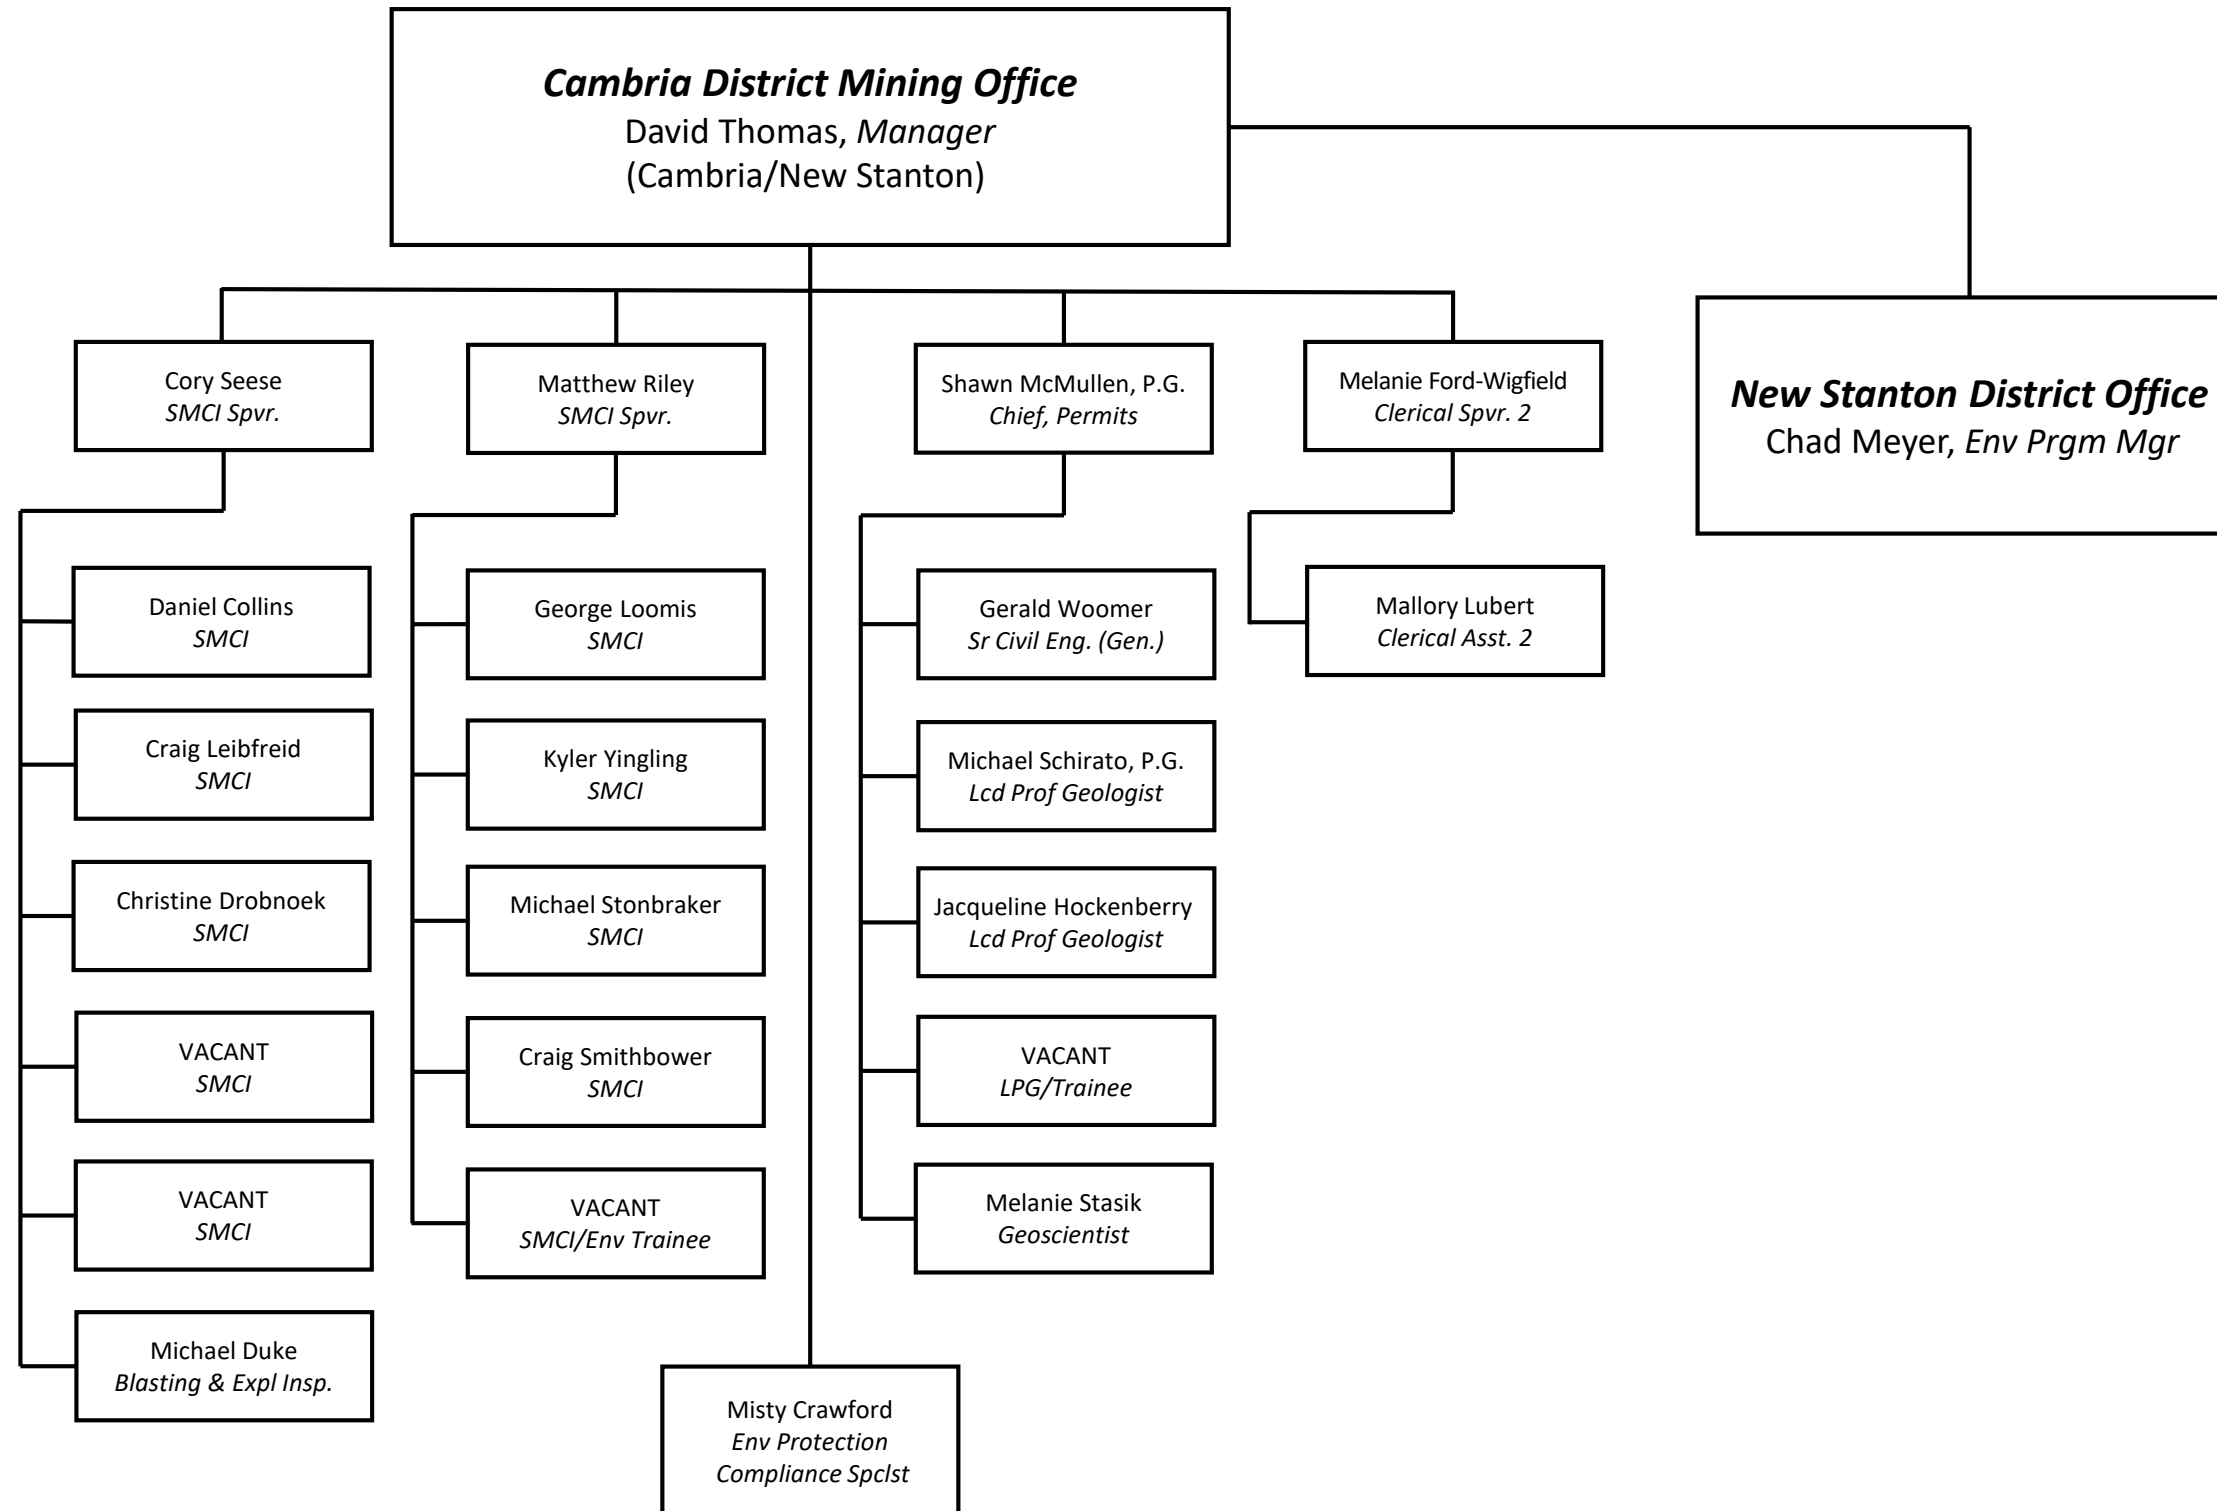 Cambria District Mining Office
David Thomas, Manager
(Cambria/New Stanton)
New Stanton District Office
Chad Meyer, Env Prgm Mgr
Cory Seese
SMCI Spvr.
Daniel Collins
SMCI
Craig Leibfreid
SMCI
Christine Drobnoek
SMCI
VACANT
SMCI
VACANT
SMCI
Michael Duke
Blasting & Expl Insp.
Matthew Riley
SMCI Spvr.
George Loomis
SMCI
Kyler Yingling
SMCI
Michael Stonbraker
SMCI
Craig Smithbower
SMCI
VACANT
SMCI/Env Trainee
Misty Crawford
Env Protection
Compliance Spclst
Shawn McMullen, P.G.
Chief, Permits
Gerald Woomer
Sr Civil Eng. (Gen.)
Michael Schirato, P.G.
Lcd Prof Geologist
Jacqueline Hockenberry
Lcd Prof Geologist
VACANT
LPG/Trainee
Melanie Stasik
Geoscientist
Melanie Ford-Wigfield
Clerical Spvr. 2
Mallory Lubert
Clerical Asst. 2